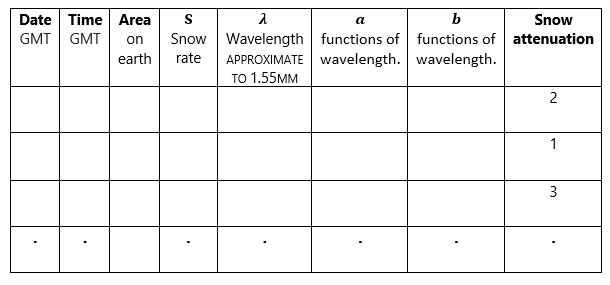 Date Time Area S λ a b Snow
GMT GMT on Snow Wavelength functions of functions of attenuation
earth rate APPROXIMATE wavelength. wavelength.
TO 1.55MM
2
1
3
. . . . . . .